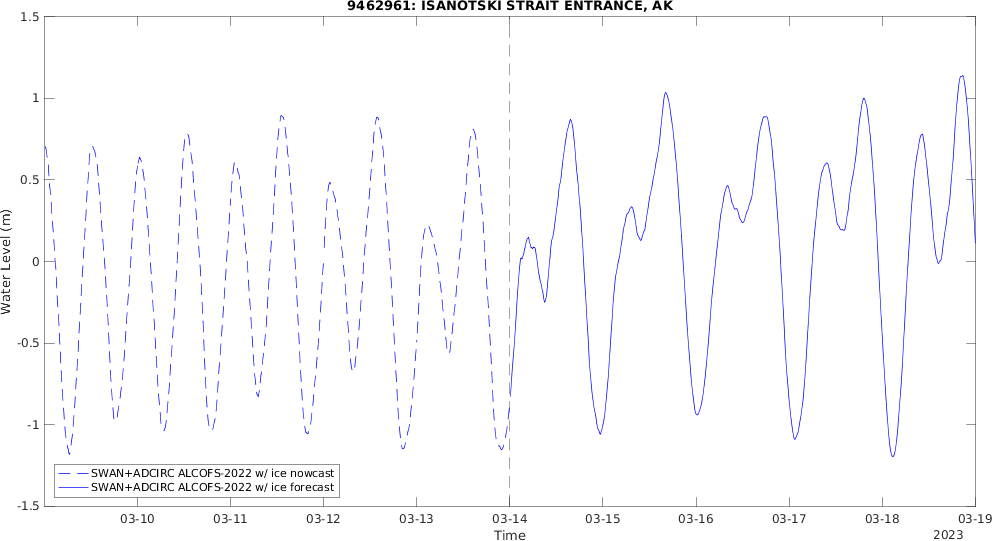 9462961: ISANOTSKI STRAIT ENTRANCE, AK
1.5
1
0.5
0
-0.5
-1
-1.5
Water Level (m)
SWAN+ADCIRC ALCOFS-2022 w/ ice nowcast
SWAN+ADCIRC ALCOFS-2022 w/ ice forecast
03-10 03-11 03-12 03-13 03-14 03-15 03-16 03-17 03-18 03-19
Time
2023